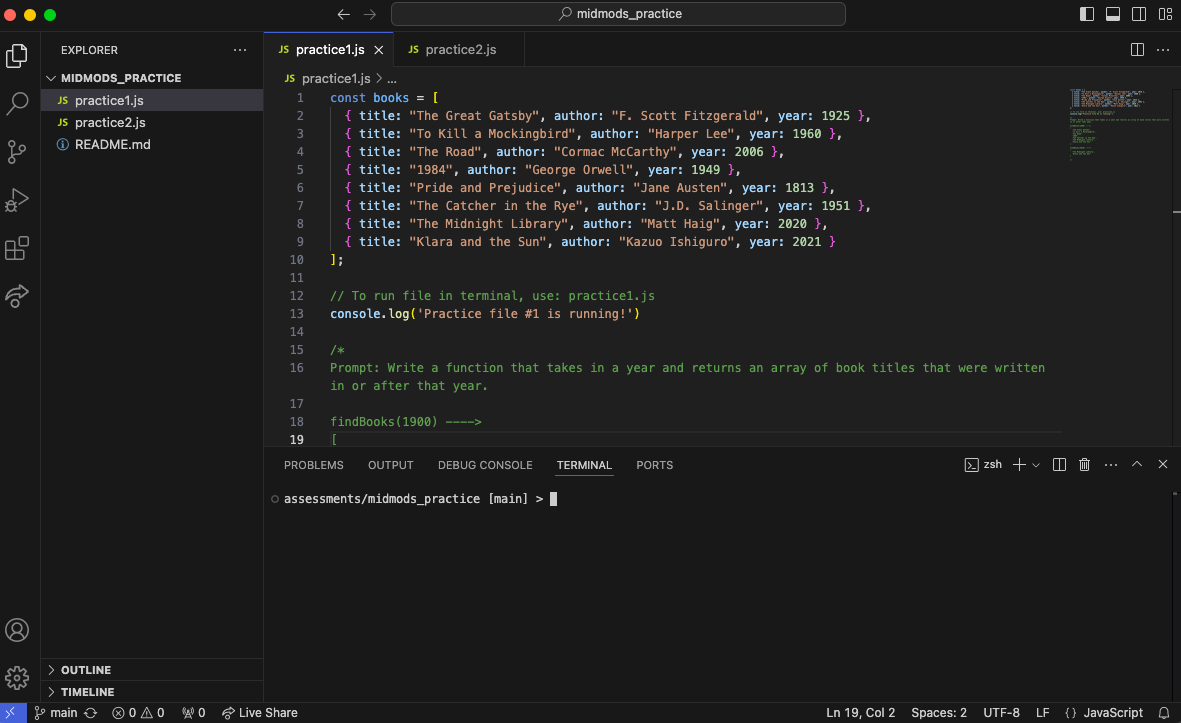 midmods_practice
EXPLORER
MIDMODS_PRACTICE
JS practice1.js
JS practice2.js
README.md
OUTLINE
TIMELINE
JS practice1.js
JS practice2.js
JS practice1.js > ...
1 const books = [
2 { title: "The Great Gatsby", author: "F. Scott Fitzgerald", year: 1925 },
3 { title: "To Kill a Mockingbird", author: "Harper Lee", year: 1960 },
4 { title: "The Road", author: "Cormac McCarthy", year: 2006 },
5 { title: "1984", author: "George Orwell", year: 1949 },
6 { title: "Pride and Prejudice", author: "Jane Austen", year: 1813 },
7 { title: "The Catcher in the Rye", author: "J.D. Salinger", year: 1951 },
8 { title: "The Midnight Library", author: "Matt Haig", year: 2020 },
9 { title: "Klara and the Sun", author: "Kazuo Ishiguro", year: 2021 }
10 ];
11
12 // To run file in terminal, use: practice1.js
13 console.log('Practice file #1 is running!')
14
15 /*
16 Prompt: Write a function that takes in a year and returns an array of book titles that were written
in or after that year.
17
18 findBooks(1900) ---->
19 [
PROBLEMS OUTPUT DEBUG CONSOLE TERMINAL PORTS
zsh
assessments/midmods_practice [main] >
main 0 0 0 Live Share
Ln 19, Col 2 Spaces: 2 UTF-8 LF {} JavaScript